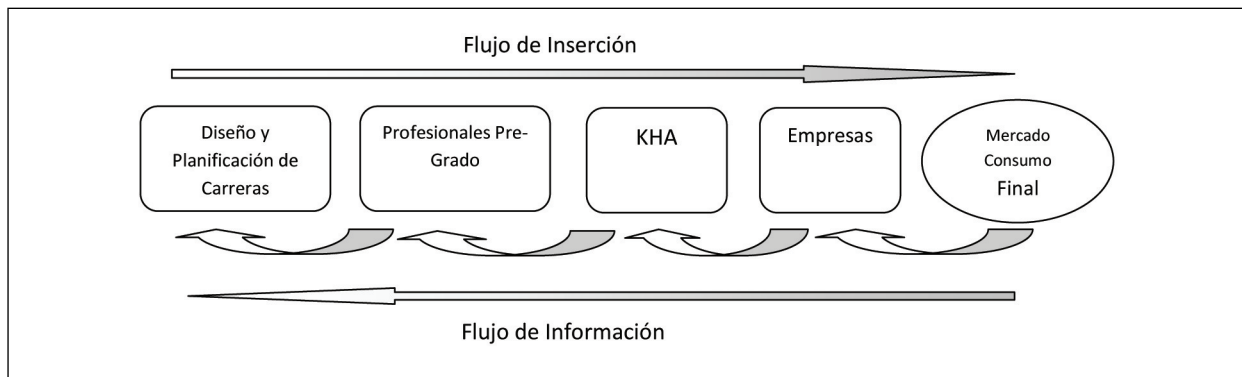 Flujo de Inserción
Diseño y
Planificación de
Carreras
Profesionales Pre-
Grado
KHA
Empresas
Mercado
Consumo
Final
Flujo de Información